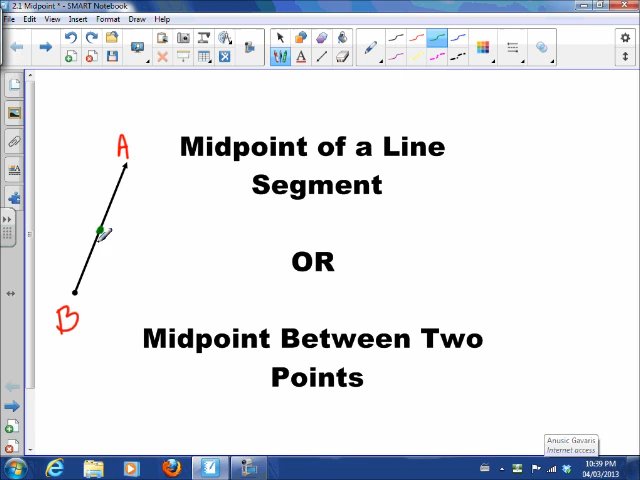 2.1 Midpoint * - SMART Notebook
File Edit View Insert Format Draw Help
A
Midpoint of a Line
Segment
OR
B
Midpoint Between Two
Points
Anusic Gavaris
Internet access
10:39 PM
04/03/2013